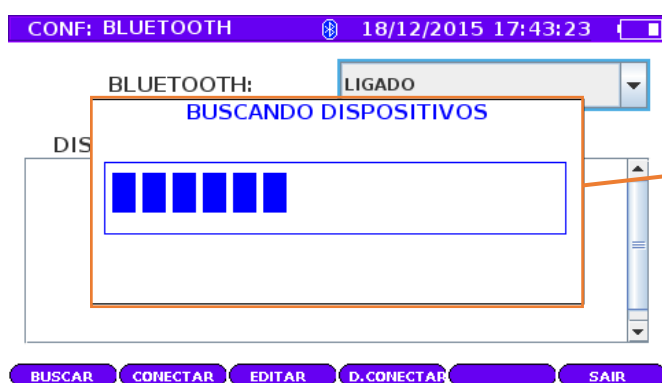 CONF: BLUETOOTH 18/12/2015 17:43:23
BLUETOOTH: LIGADO
BUSCANDO DISPOSITIVOS
DIS
BUSCAR CONECTAR EDITAR D.CONECTAR SAIR